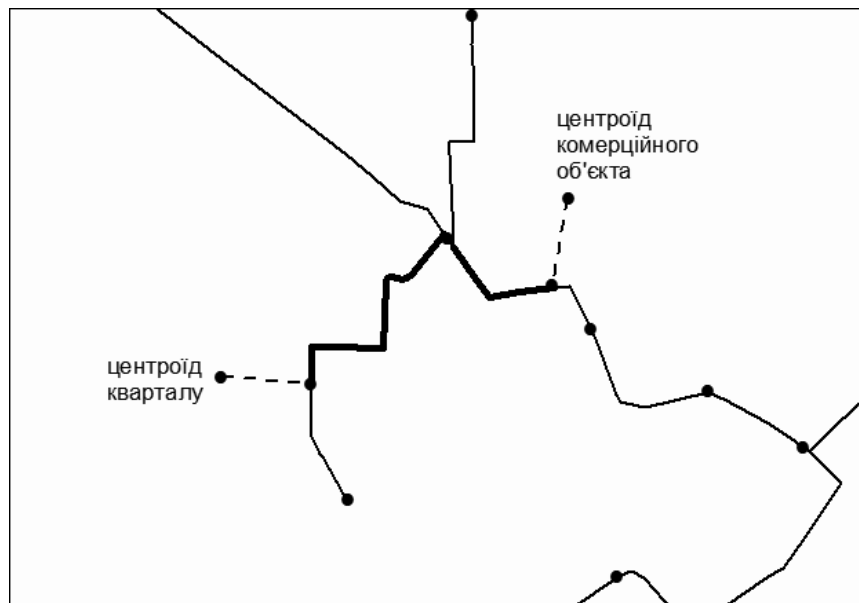 центроїд
комерційного
об'єкта
центроїд
кварталу